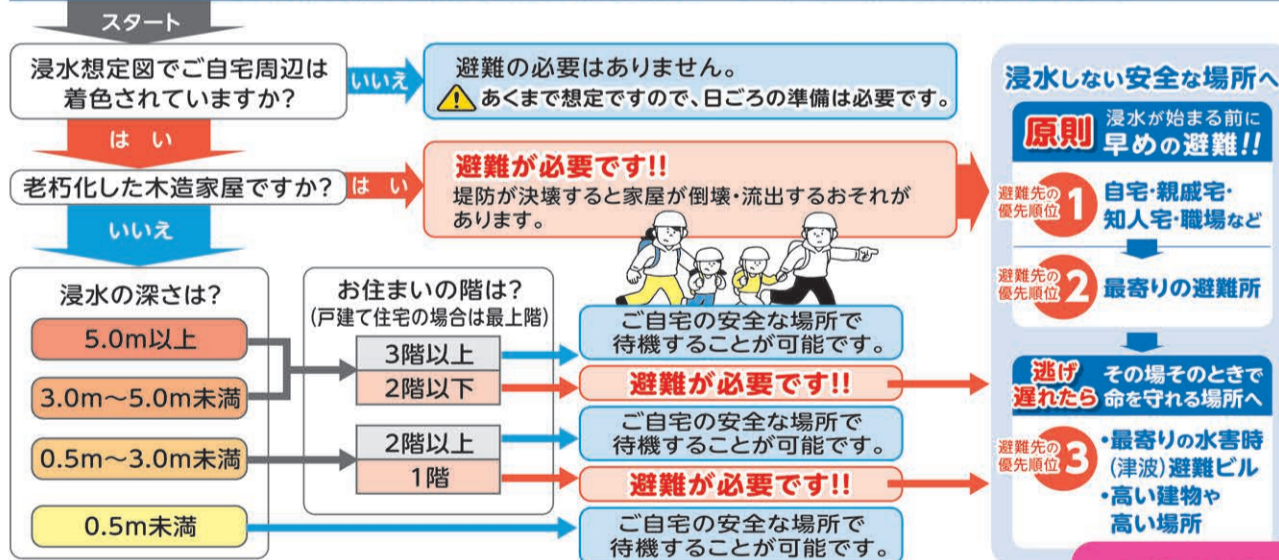 スタート
浸水想定図でご自宅周辺は
着色されていますか?
いいえ
避難の必要はありません。
あくまで想定ですので、日ごろの準備は必要です。
はい
老朽化した木造家屋ですか?
はい
避難が必要です!!
堤防が決壊すると家屋が倒壊・流出するおそれが
あります。
いいえ
浸水の深さは?
5.0m以上
3.0m〜5.0m未満
0.5m〜3.0m未満
0.5m未満
お住まいの階は?
(戸建て住宅の場合は最上階)
3階以上
2階以下
2階以上
1階
ご自宅の安全な場所で
待機することが可能です。
避難が必要です!!
ご自宅の安全な場所で
待機することが可能です。
避難が必要です!!
ご自宅の安全な場所で
待機することが可能です。
浸水しない安全な場所へ
原則
浸水が始まる前に
早めの避難!!
避難先の
優先順位
1
自宅・親戚宅・
知人宅・職場など
避難先の
優先順位
2
最寄りの避難所
逃げ
遅れたら
その場そのときで
命を守れる場所へ
避難先の
優先順位
3
・最寄りの水害時
(津波)避難ビル
・高い建物や
高い場所